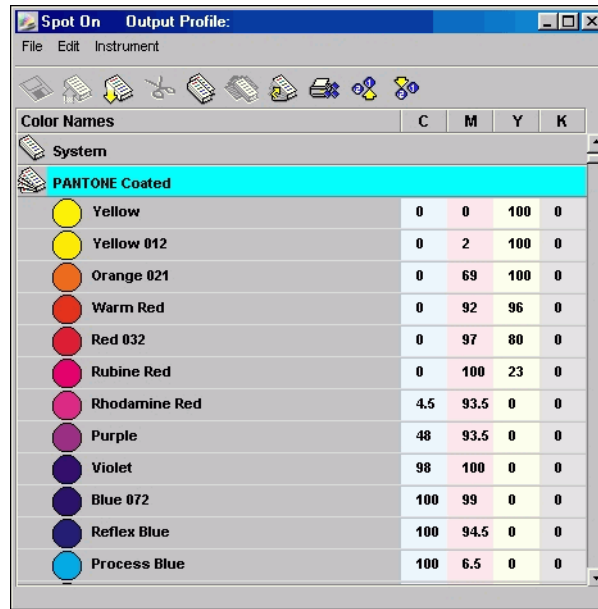 Spot On Output Profile:
File Edit Instrument
Color Names C M Y K
System
PANTONE Coated
Yellow 0 0 100 0
Yellow 012 0 2 100 0
Orange 021 0 69 100 0
Warm Red 0 92 96 0
Red 032 0 97 80 0
Rubine Red 0 100 23 0
Rhodamine Red 4.5 93.5 0 0
Purple 48 93.5 0 0
Violet 98 100 0 0
Blue 072 100 99 0 0
Reflex Blue 100 94.5 0 0
Process Blue 100 6.5 0 0